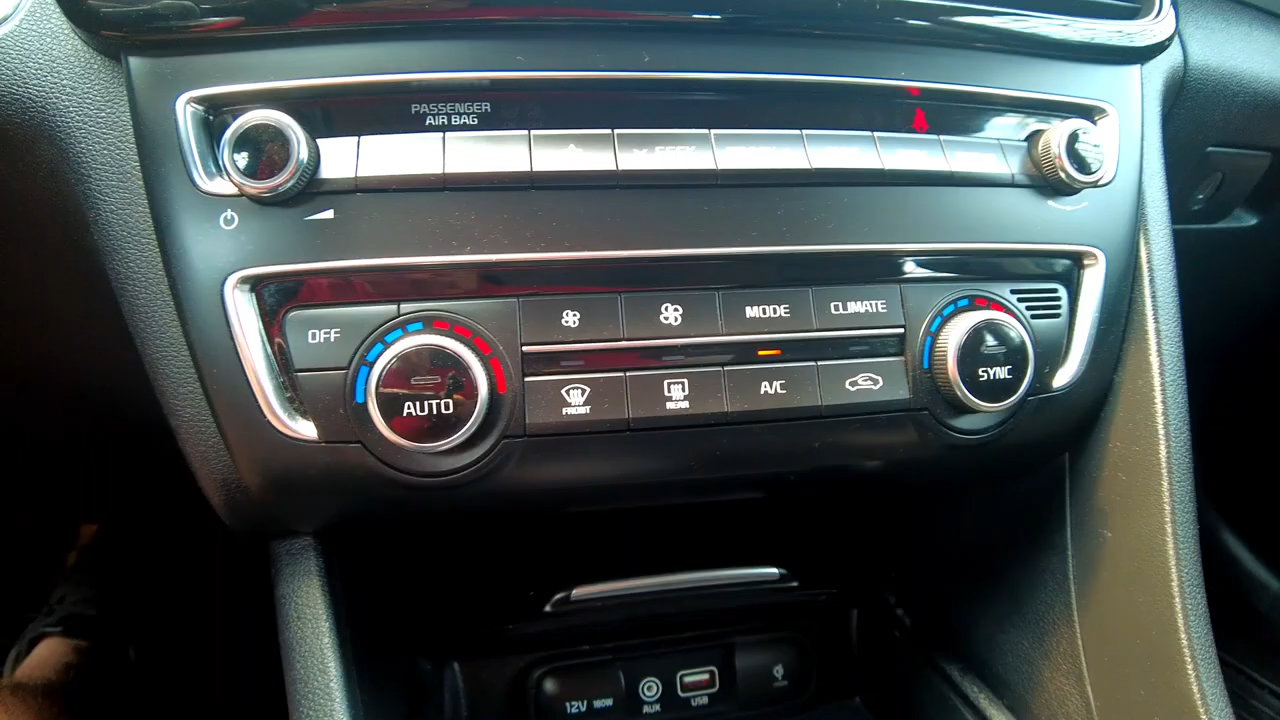 PASSENGER
AIR BAG
SEEK
OFF
MODE
CLIMATE
AUTO
FRONT
REAR
A/C
SYNC
12V 180W
AUX
USB